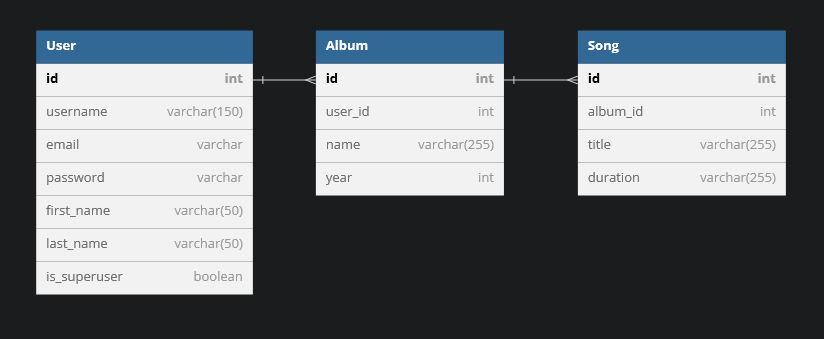 User
id int
username varchar(150)
email varchar
password varchar
first_name varchar(50)
last_name varchar(50)
is_superuser boolean
Album
id int
user_id int
name varchar(255)
year int
Song
id int
album_id int
title varchar(255)
duration varchar(255)